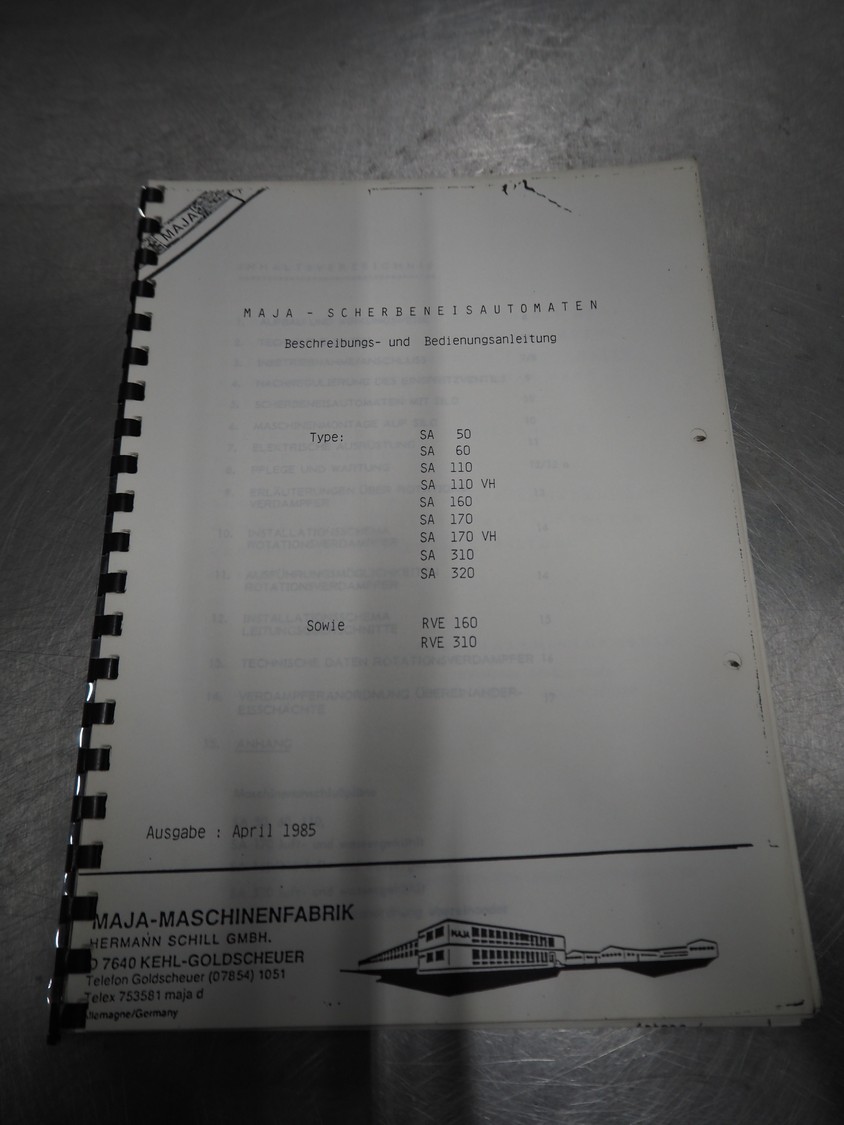 MAJA
MAJA - SCHERBENEISAUTOMATEN
Beschreibungs- und Bedienungsanleitung
Type: SA 50
SA 60
SA 110
SA 110 VH
SA 160
SA 170
SA 170 VH
SA 310
SA 320
Sowie RVE 160
RVE 310
Ausgabe : April 1985
MAJA-MASCHINENFABRIK
HERMANN SCHILL GMBH.
D 7640 KEHL-GOLDSCHEUER
Telefon Goldscheuer (07854) 1051
Telex 753581 maja d
Allemagne/Germany
MAJA